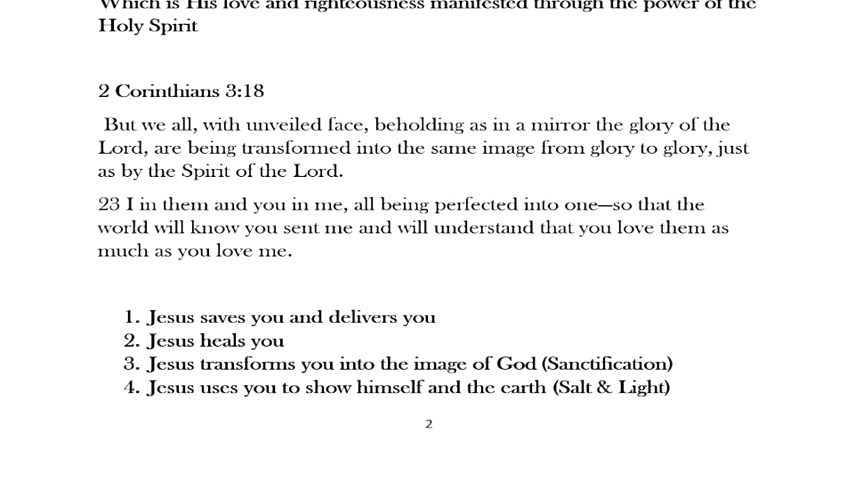 Which is His love and righteousness manifested through the power of the
Holy Spirit
2 Corinthians 3:18
But we all, with unveiled face, beholding as in a mirror the glory of the
Lord, are being transformed into the same image from glory to glory, just
as by the Spirit of the Lord.
23 I in them and you in me, all being perfected into one—so that the
world will know you sent me and will understand that you love them as
much as you love me.
1. Jesus saves you and delivers you
2. Jesus heals you
3. Jesus transforms you into the image of God (Sanctification)
4. Jesus uses you to show himself and the earth (Salt & Light)
2